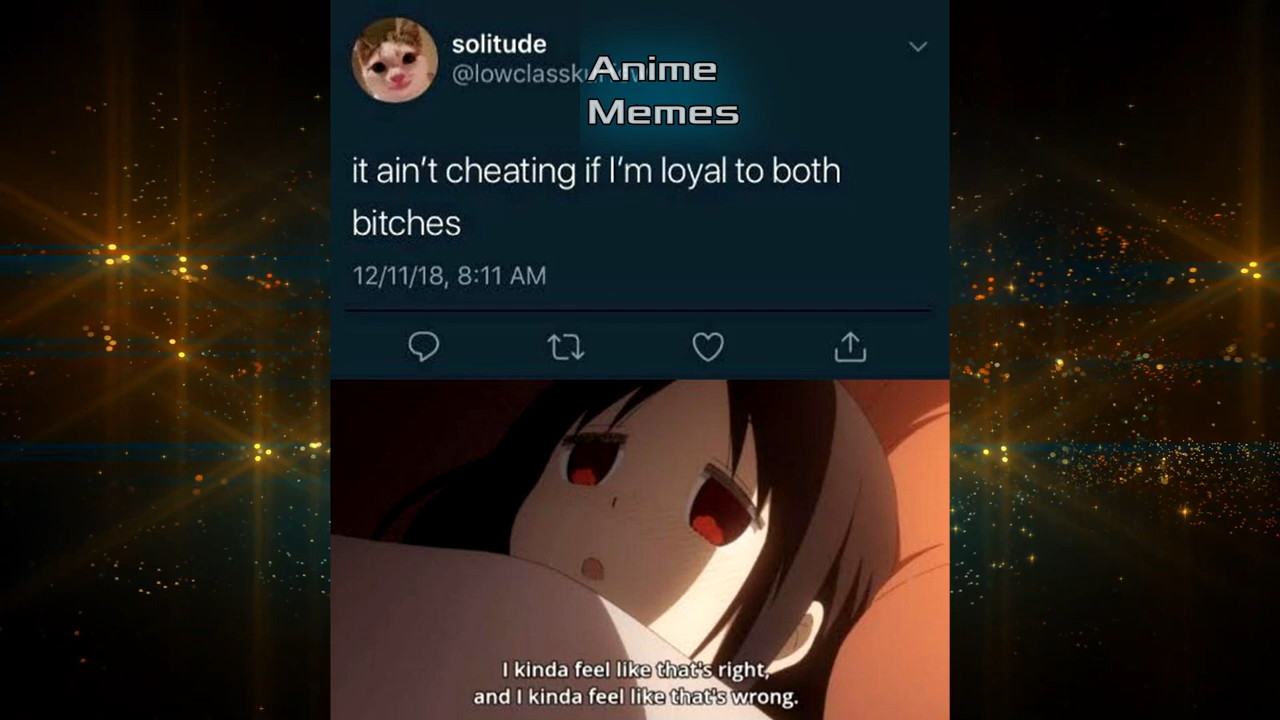 solitude
@lowclassk
Anime
Memes
it ain't cheating if I'm loyal to both
bitches
12/11/18, 8:11 AM
I kinda feel like that's right,
and I kinda feel like that's wrong.